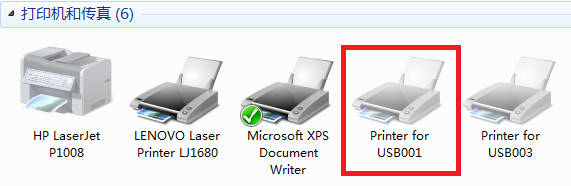 打印机和传真 (6)
HP LaserJet
P1008
LENOVO Laser
Printer LJ1680
Microsoft XPS
Document
Writer
Printer for
USB001
Printer for
USB003